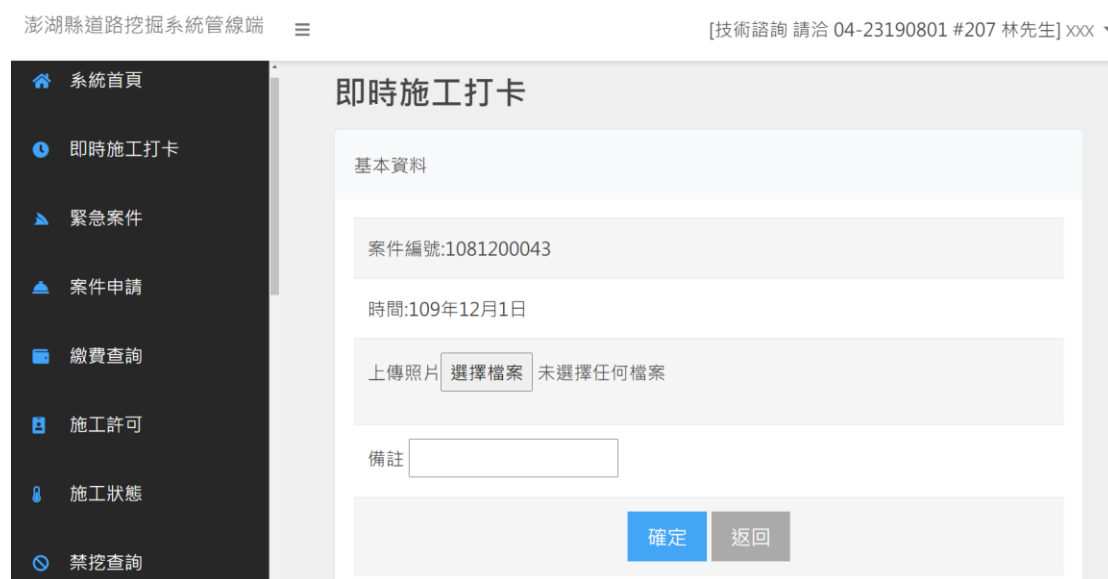 澎湖縣道路挖掘系統管線端
[技術諮詢 請洽 04-23190801 #207 林先生] xxx
系統首頁
即時施工打卡
緊急案件
案件申請
繳費查詢
施工許可
施工狀態
禁挖查詢
即時施工打卡
基本資料
案件編號:1081200043
時間:109年12月1日
上傳照片 選擇檔案 未選擇任何檔案
備註
確定 返回